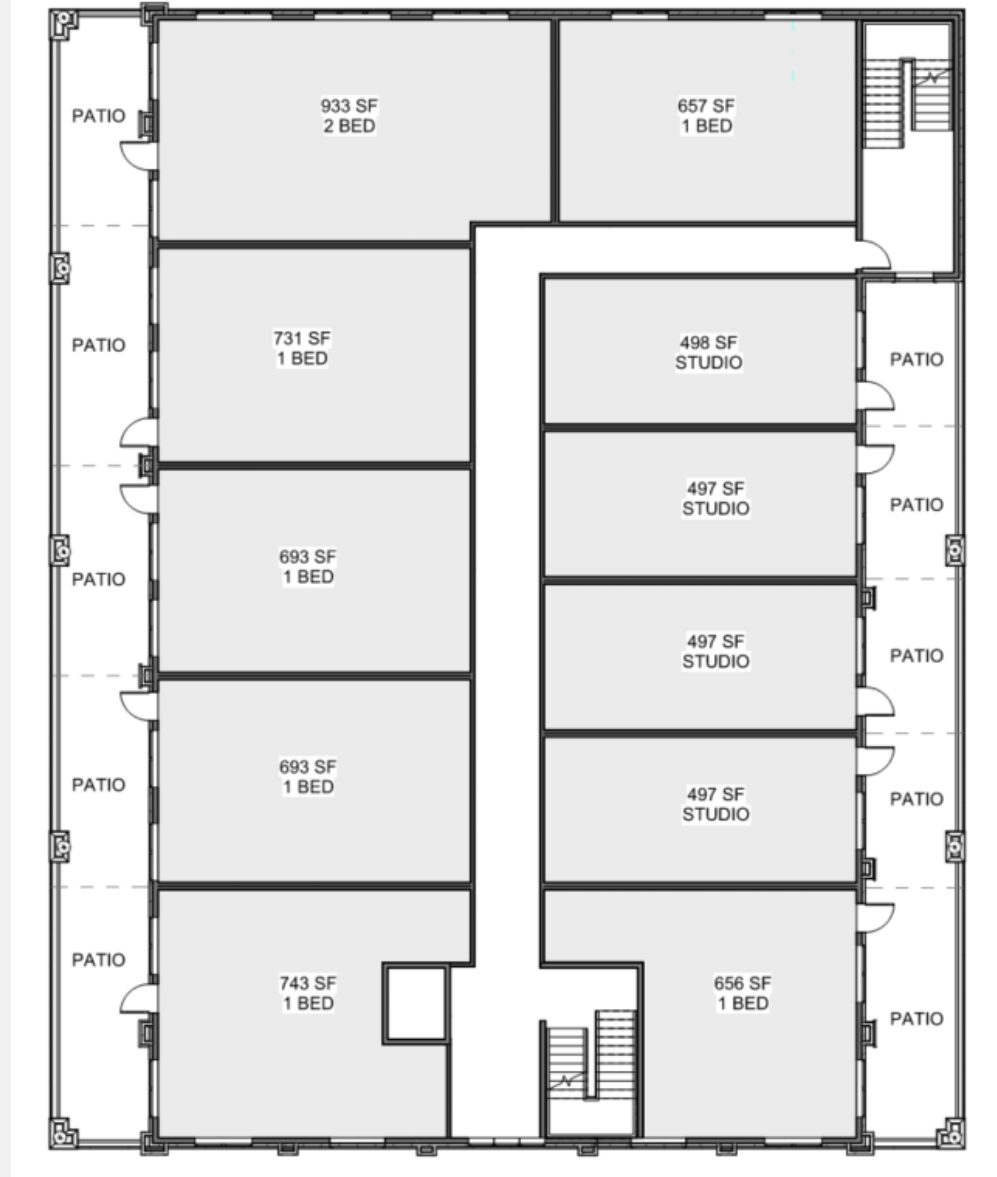 PATIO
933 SF
2 BED
657 SF
1 BED
PATIO
731 SF
1 BED
498 SF
STUDIO
PATIO
497 SF
STUDIO
PATIO
PATIO
693 SF
1 BED
497 SF
STUDIO
PATIO
PATIO
693 SF
1 BED
497 SF
STUDIO
PATIO
PATIO
743 SF
1 BED
656 SF
1 BED
PATIO